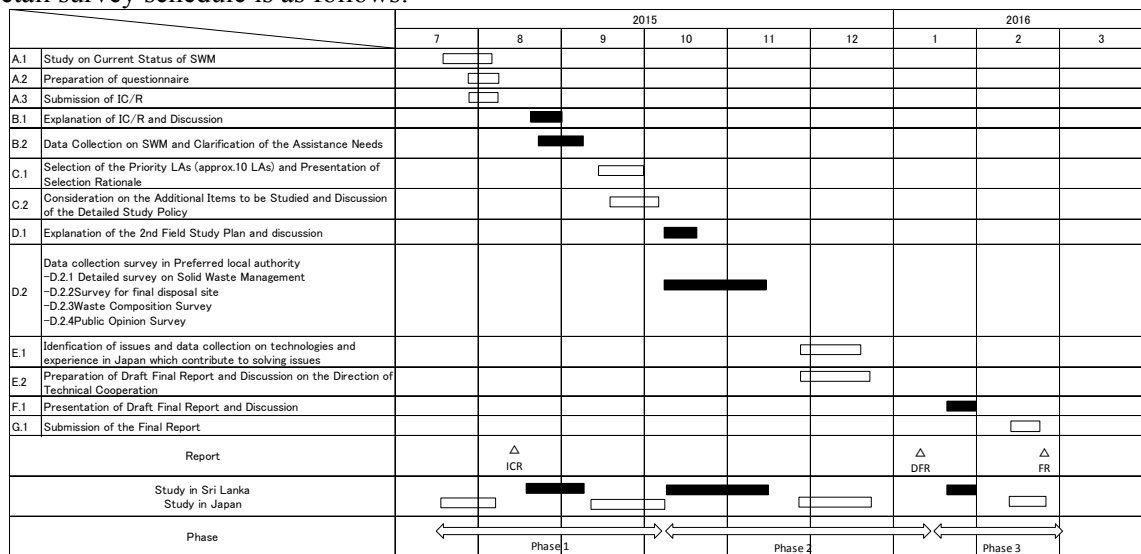 etail survey schedule is as follows:
2015 2016
7 8 9 10 11 12 1 2 3
A.1 Study on Current Status of SWM
A.2 Preparation of questionnaire
A.3 Submission of IC/R
B.1 Explanation of IC/R and Discussion
B.2 Data Collection on SWM and Clarification of the Assistance Needs
C.1 Selection of the Priority LAs (approx.10 LAs) and Presentation of
Selection Rationale
C.2 Consideration on the Additional Items to be Studied and Discussion
of the Detailed Study Policy
D.1 Explanation of the 2nd Field Study Plan and discussion
D.2 Data collection survey in Preferred local authority
-D.2.1 Detailed survey on Solid Waste Management
-D.2.2Survey for final disposal site
-D.2.3Waste Composition Survey
-D.2.4Public Opinion Survey
E.1 Idenfication of issues and data collection on technologies and
experience in Japan which contribute to solving issues
E.2 Preparation of Draft Final Report and Discussion on the Direction of
Technical Cooperation
F.1 Presentation of Draft Final Report and Discussion
G.1 Submission of the Final Report
Report
△ △ △
ICR DFR FR
Study in Sri Lanka
Study in Japan
Phase
Phase 1 Phase 2 Phase 3